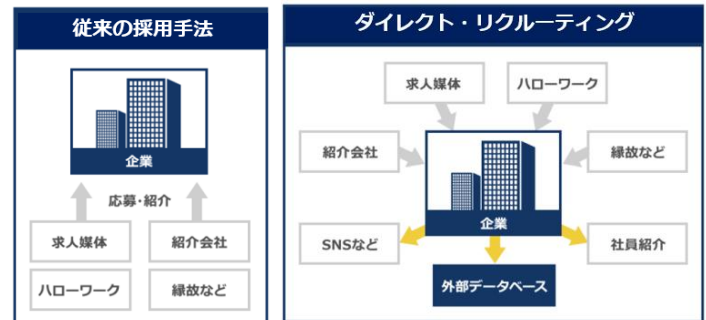 従来の採用手法
企業
応募・紹介
求人媒体
紹介会社
ハローワーク
縁故など
ダイレクト・リクルーティング
求人媒体
ハローワーク
紹介会社
縁故など
企業
SNSなど
社員紹介
外部データベース